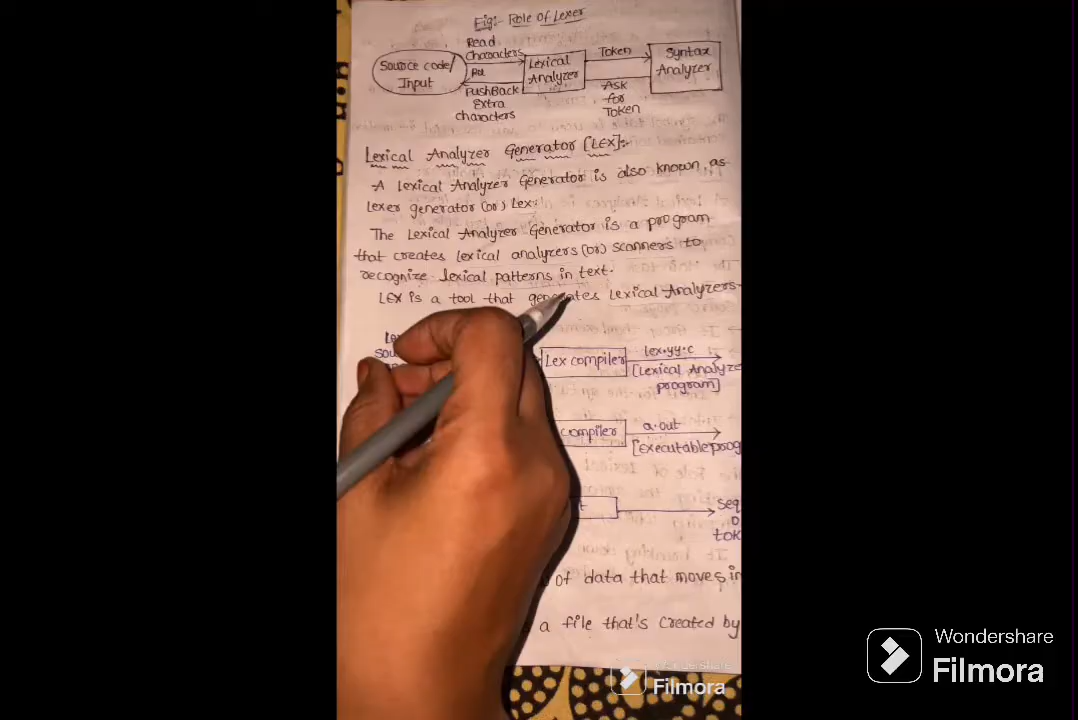 Fig:- Role of Lexer
Read
Characters
Source code/
Input
Lexical
Analyzer
Token
Syntax
Analyzer
PushBack
Extra
characters
Ask
for
Token
Lexical Analyzer Generator [LEX]:-
A Lexical Analyzer Generator is also known as
Lexer generator (or) Lex.
The Lexical Analyzer Generator is a program
that creates lexical analyzers (or) scanners to
recognize lexical patterns in text.
LEX is a tool that generates Lexical Analyzers.
Lex compiler
lex.yy.c
[Lexical Analyze
program]
compiler
a.out
[Executable prog
t
seq
o
tok
of data that moves in
a file that's created by
Wondershare
Filmora
Wondershare
Filmora